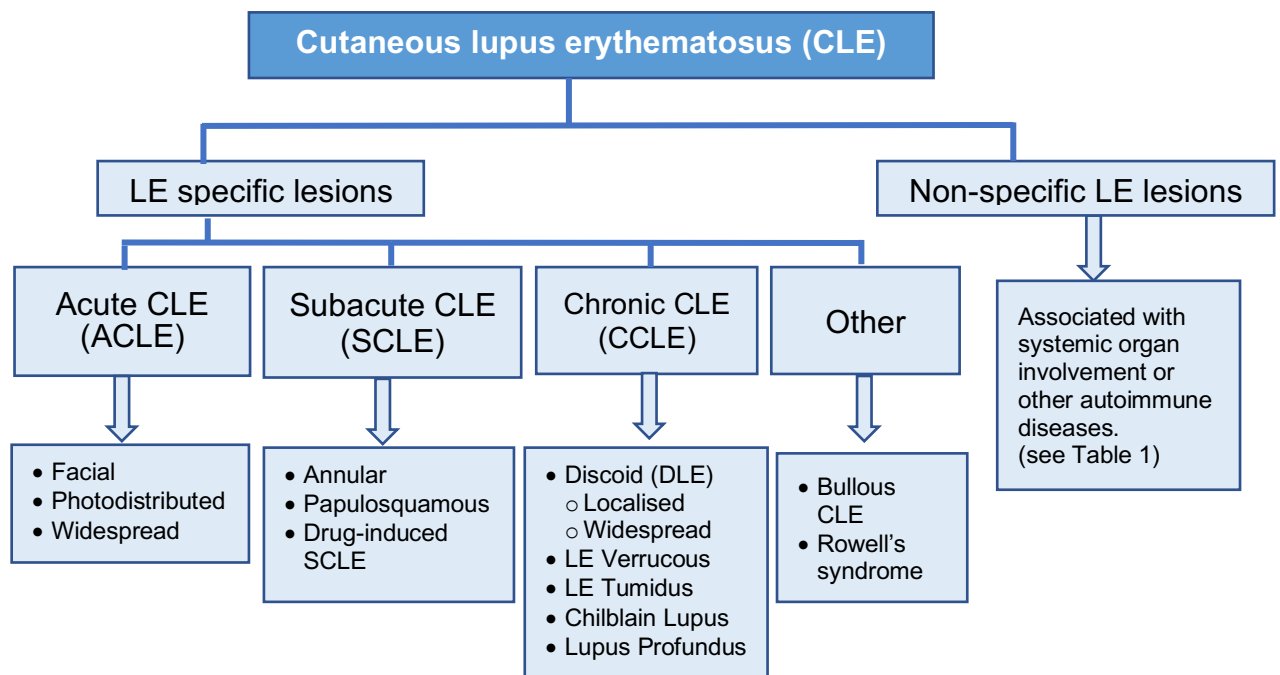 Cutaneous lupus erythematosus (CLE)
LE specific lesions
Non-specific LE lesions
Acute CLE
(ACLE)
Subacute CLE
(SCLE)
Chronic CLE
(CCLE)
Other
Associated with
systemic organ
involvement or
other autoimmune
diseases.
(see Table 1)
• Facial
• Photodistributed
• Widespread
• Annular
• Papulosquamous
• Drug-induced
SCLE
• Discoid (DLE)
o Localised
o Widespread
• LE Verrucous
• LE Tumidus
• Chilblain Lupus
• Lupus Profundus
• Bullous
CLE
• Rowell’s
syndrome